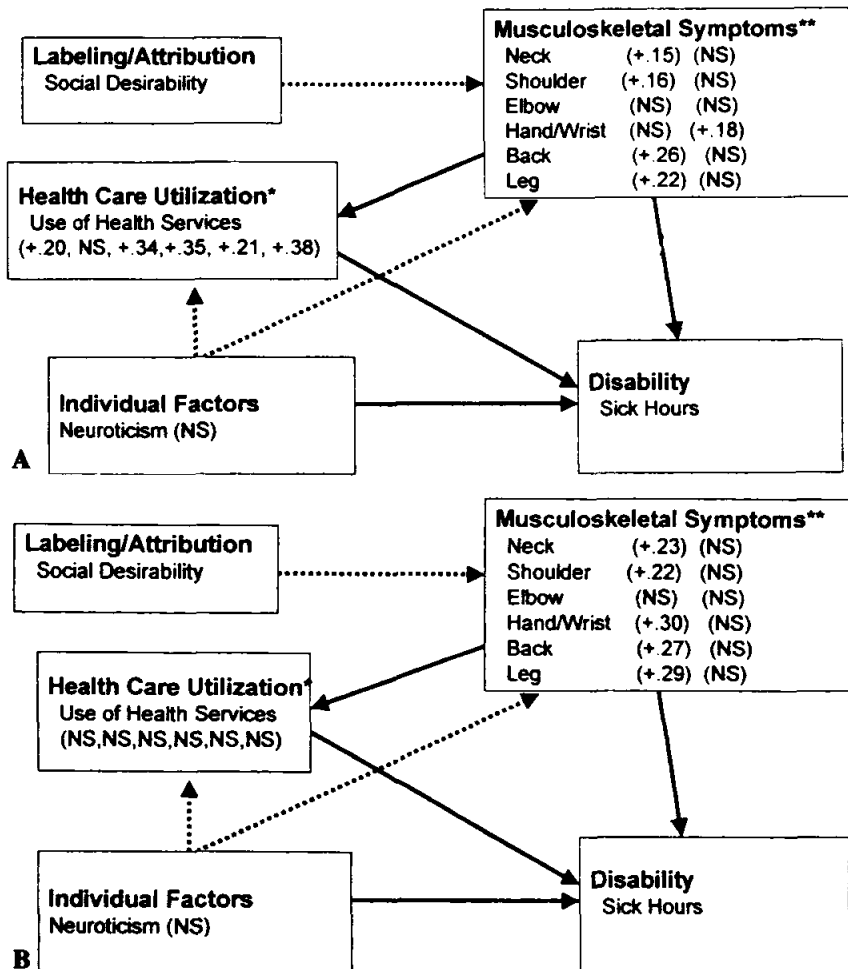 Labeling/Attribution
Social Desirability
Musculoskeletal Symptoms**
Neck (+.15) (NS)
Shoulder (+.16) (NS)
Elbow (NS) (NS)
Hand/Wrist (NS) (+.18)
Back (+.26) (NS)
Leg (+.22) (NS)
Health Care Utilization*
Use of Health Services
(+.20, NS, +.34,+.35, +.21, +.38)
Individual Factors
Neuroticism (NS)
Disability
Sick Hours
A
Labeling/Attribution
Social Desirability
Musculoskeletal Symptoms**
Neck (+.23) (NS)
Shoulder (+.22) (NS)
Elbow (NS) (NS)
Hand/Wrist (+.30) (NS)
Back (+.27) (NS)
Leg (+.29) (NS)
Health Care Utilization*
Use of Health Services
(NS,NS,NS,NS,NS,NS)
Individual Factors
Neuroticism (NS)
Disability
Sick Hours
B